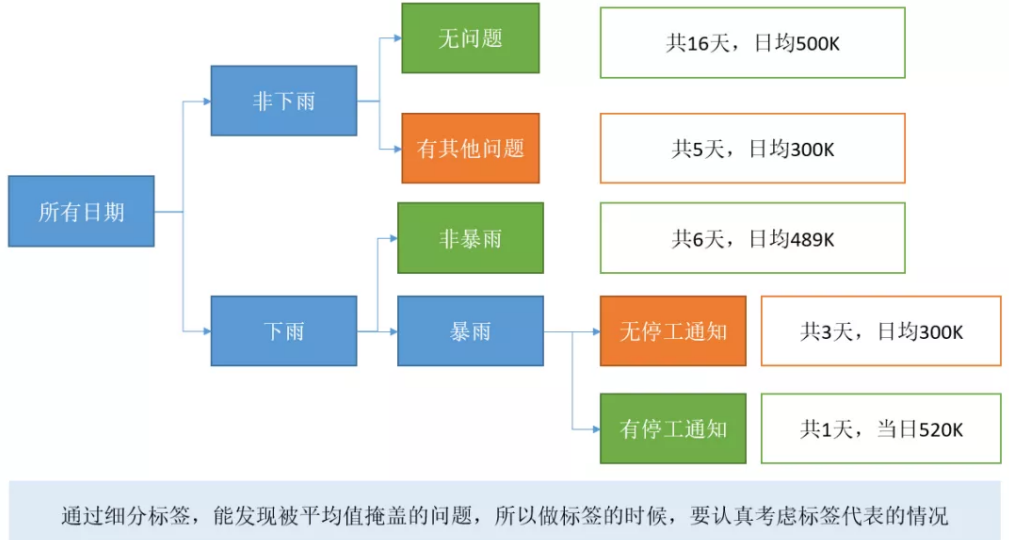 无问题
共16天，日均500K
非下雨
有其他问题
共5天，日均300K
所有日期
非暴雨
共6天，日均489K
下雨
暴雨
无停工通知
共3天，日均300K
有停工通知
共1天，当日520K
通过细分标签，能发现被平均值掩盖的问题，所以做标签的时候，要认真考虑标签代表的情况